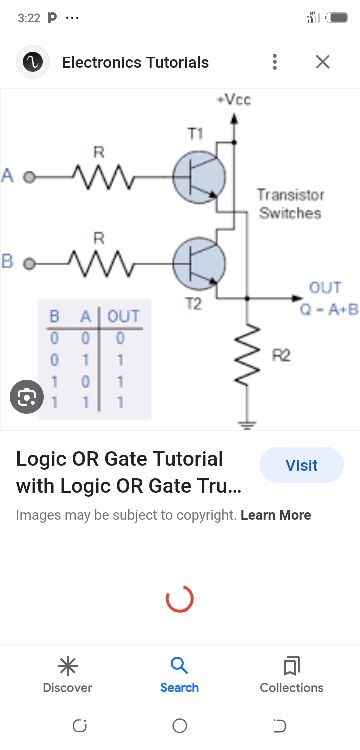 3:22 P ···
Electronics Tutorials
+Vcc
T1
R
A
Transistor
Switches
R
B
T2
OUT
Q - A+B
B A OUT
0 0 0
0 1 1
1 0 1
1 1 1
R2
Logic OR Gate Tutorial
with Logic OR Gate Tru...
Visit
Images may be subject to copyright. Learn More
Discover
Search
Collections